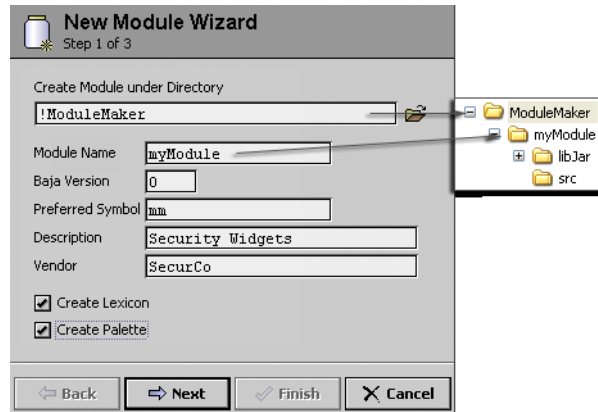 New Module Wizard
Step 1 of 3
Create Module under Directory
!ModuleMaker
Module Name myModule
Baja Version 0
Preferred Symbol mm
Description Security Widgets
Vendor SecurCo
Create Lexicon
Create Palette
Back Next Finish Cancel
ModuleMaker
myModule
libJar
src